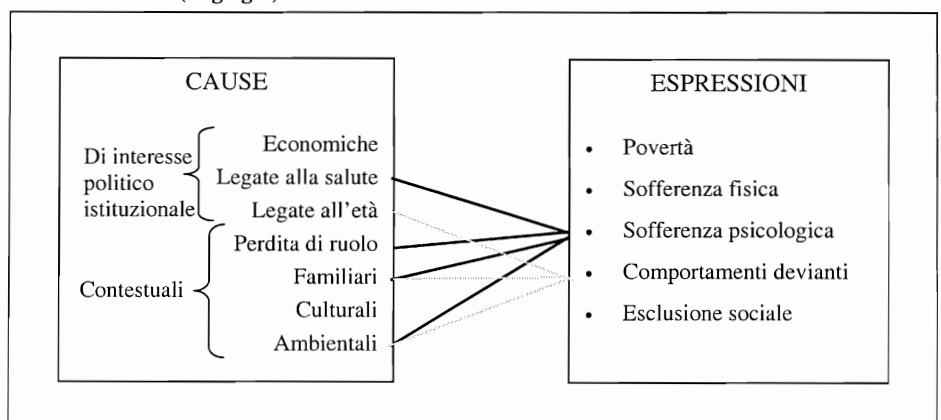 CAUSE
Di interesse
politico
istituzionale
Economiche
Legate alla salute
Legate all'età
Contestuali
Perdita di ruolo
Familiari
Culturali
Ambientali
ESPRESSIONI
• Povertà
• Sofferenza fisica
• Sofferenza psicologica
• Comportamenti devianti
• Esclusione sociale